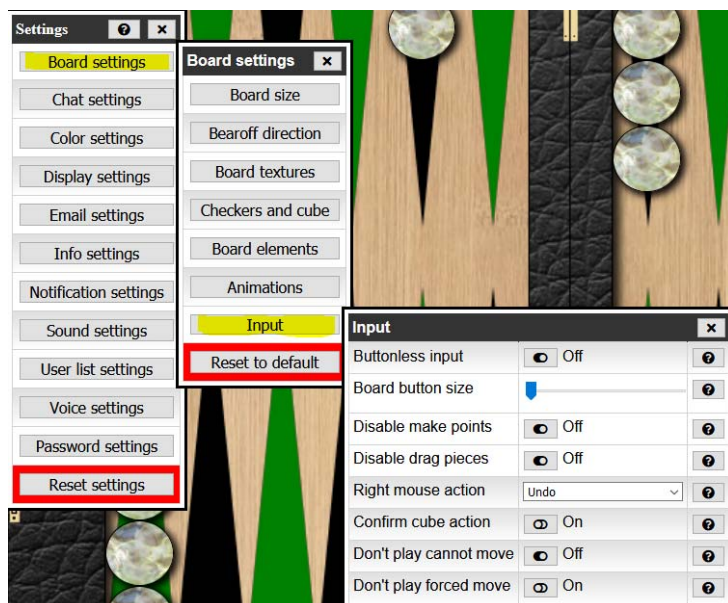 Settings
Board settings
Chat settings
Color settings
Display settings
Email settings
Info settings
Notification settings
Sound settings
User list settings
Voice settings
Password settings
Reset settings
Board settings
Board size
Bearoff direction
Board textures
Checkers and cube
Board elements
Animations
Input
Reset to default
Input
Buttonless input Off
Board button size
Disable make points Off
Disable drag pieces Off
Right mouse action Undo
Confirm cube action On
Don't play cannot move Off
Don't play forced move On